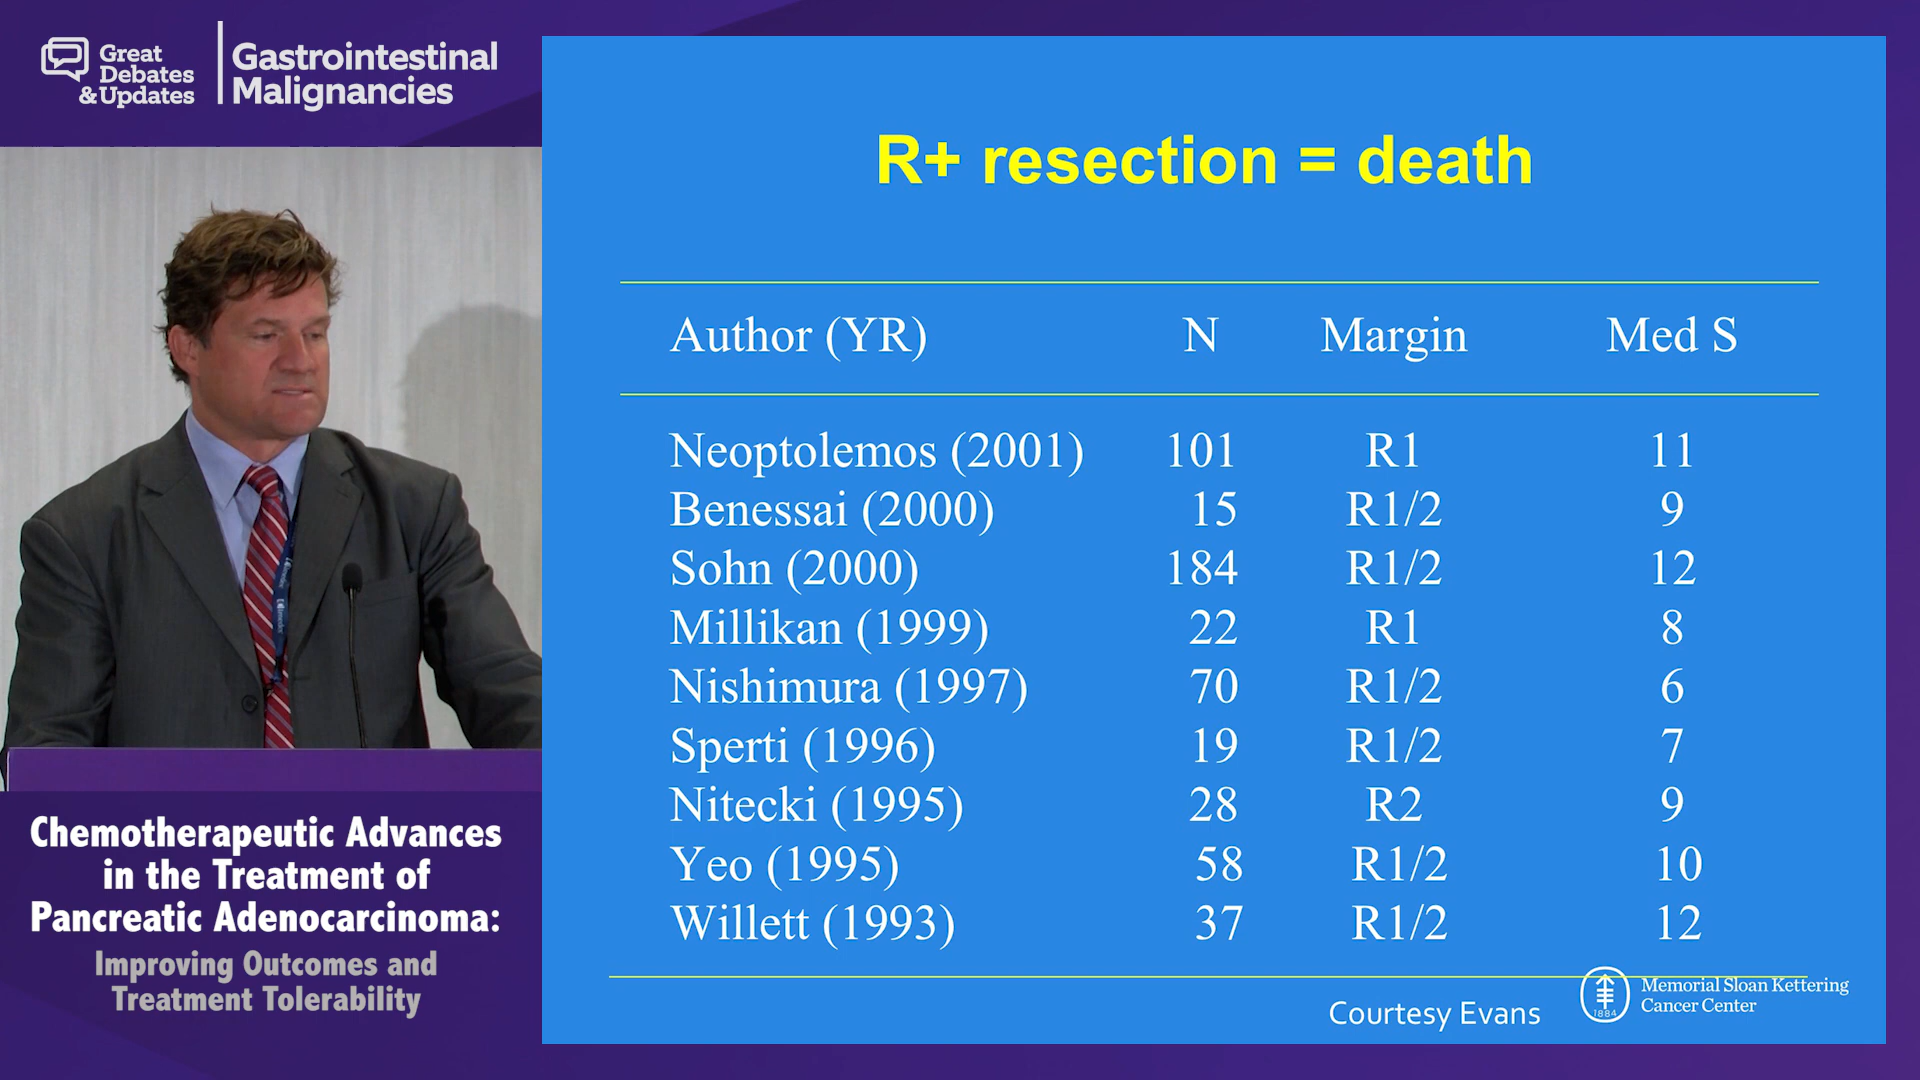 Great
Debates
& Updates
Gastrointestinal
Malignancies
R+ resection = death
Author (YR) N Margin Med S
Neoptolemos (2001) 101 R1 11
Benessai (2000) 15 R1/2 9
Sohn (2000) 184 R1/2 12
Millikan (1999) 22 R1 8
Nishimura (1997) 70 R1/2 6
Sperti (1996) 19 R1/2 7
Nitecki (1995) 28 R2 9
Yeo (1995) 58 R1/2 10
Willett (1993) 37 R1/2 12
Courtesy Evans
1884
Memorial Sloan Kettering
Cancer Center
Chemotherapeutic Advances
in the Treatment of
Pancreatic Adenocarcinoma:
Improving Outcomes and
Treatment Tolerability